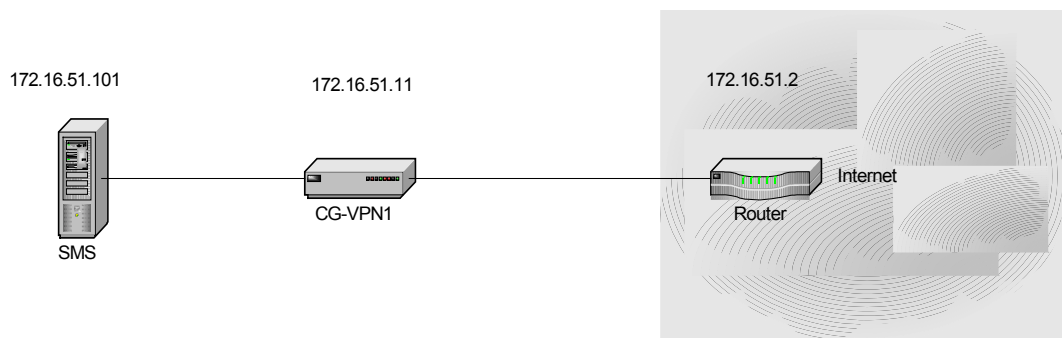 172.16.51.101
172.16.51.11
172.16.51.2
Internet
CG-VPN1
Router
SMS